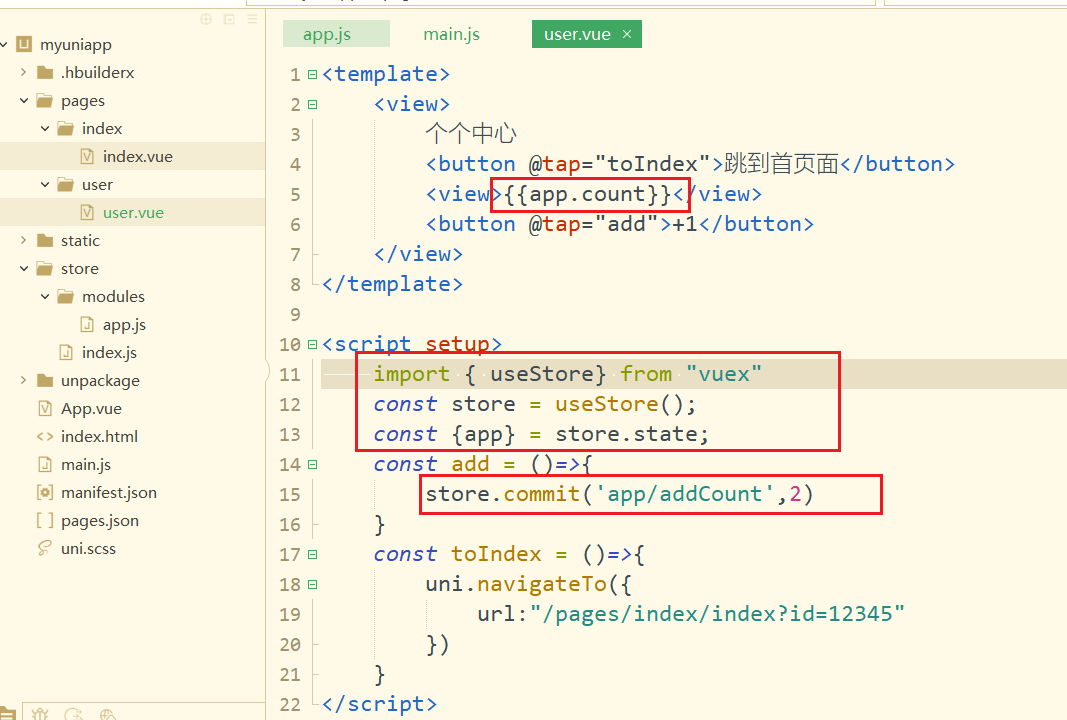 myuniapp
.hbuilderx
pages
index
index.vue
user
user.vue
static
store
modules
app.js
index.js
unpackage
App.vue
index.html
main.js
manifest.json
pages.json
uni.scss
app.js main.js user.vue ×
1 <template>
2 <view>
3 个个中心
4 <button @tap="toIndex">跳到首页面</button>
5 <view>{{app.count}}</view>
6 <button @tap="add">+1</button>
7 </view>
8 </template>
9
10 <script setup>
11 import { useStore} from "vuex"
12 const store = useStore();
13 const {app} = store.state;
14 const add = ()=>{
15 store.commit('app/addCount',2)
16 }
17 const toIndex = ()=>{
18 uni.navigateTo({
19 url:"/pages/index/index?id=12345"
20 })
21 }
22 </script>